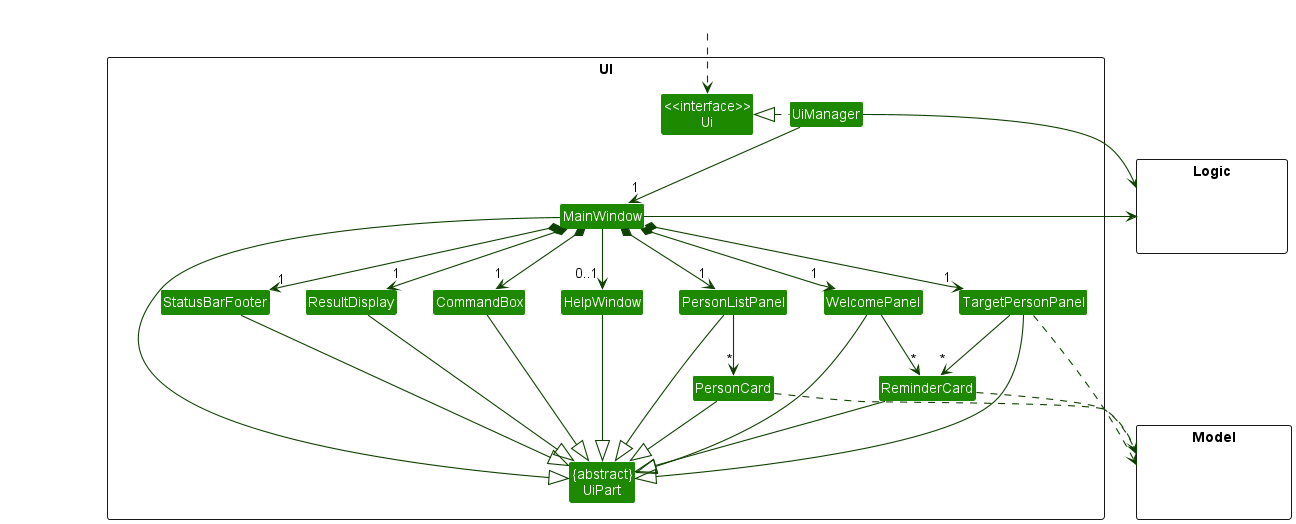 UI
<<interface>>
Ui
UiManager
Logic
1
MainWindow
1
1
1
0..1
1
1
1
StatusBarFooter
ResultDisplay
CommandBox
HelpWindow
PersonListPanel
WelcomePanel
TargetPersonPanel
*
*
*
PersonCard
ReminderCard
Model
{abstract}
UiPart